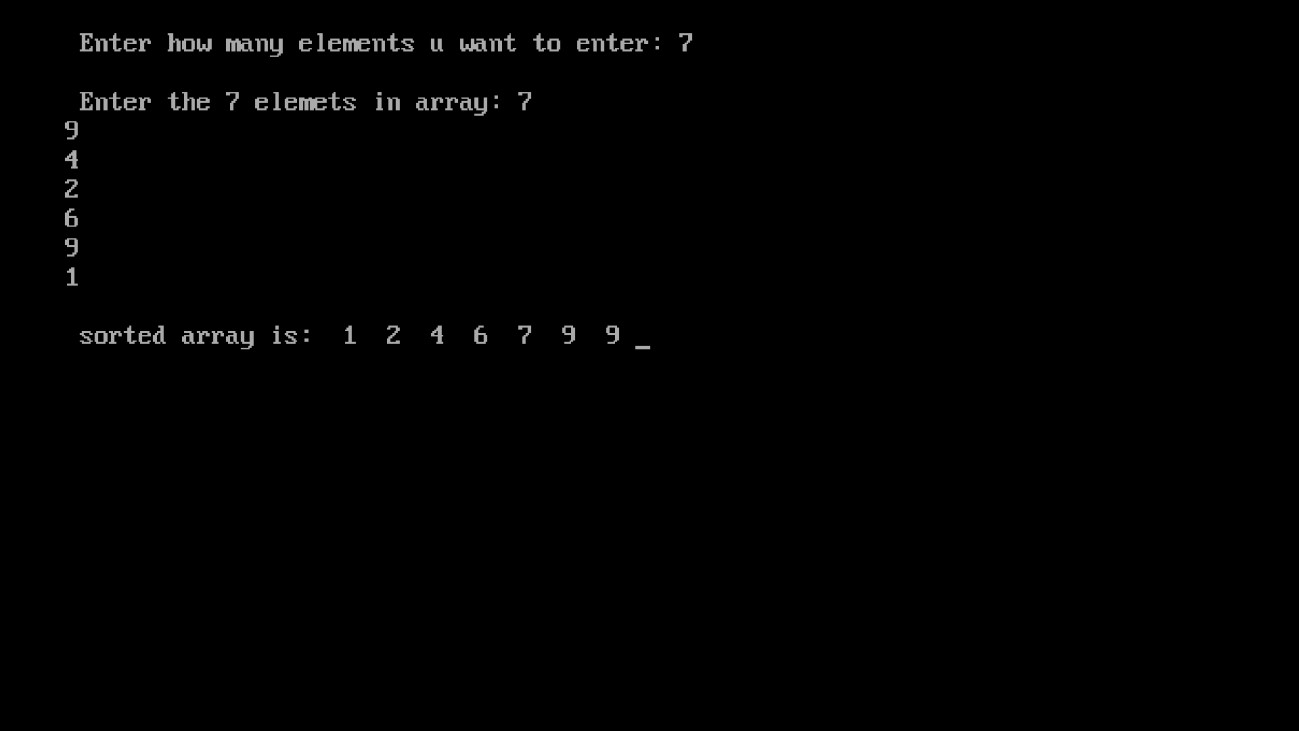 Enter how many elements u want to enter: 7
Enter the 7 elemets in array: 7
9
4
2
6
9
1
sorted array is:  1  2  4  6  7  9  9 _